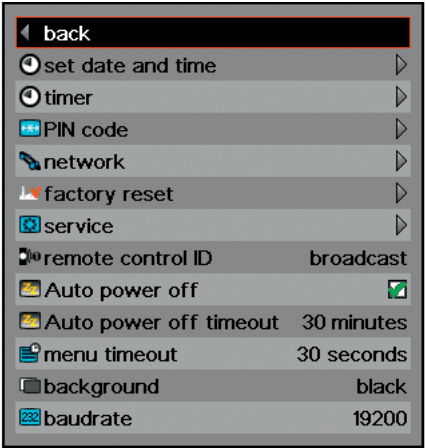 back
set date and time
timer
PIN code
network
factory reset
service
remote control ID broadcast
Auto power off
Auto power off timeout 30 minutes
menu timeout 30 seconds
background black
232 baudrate 19200